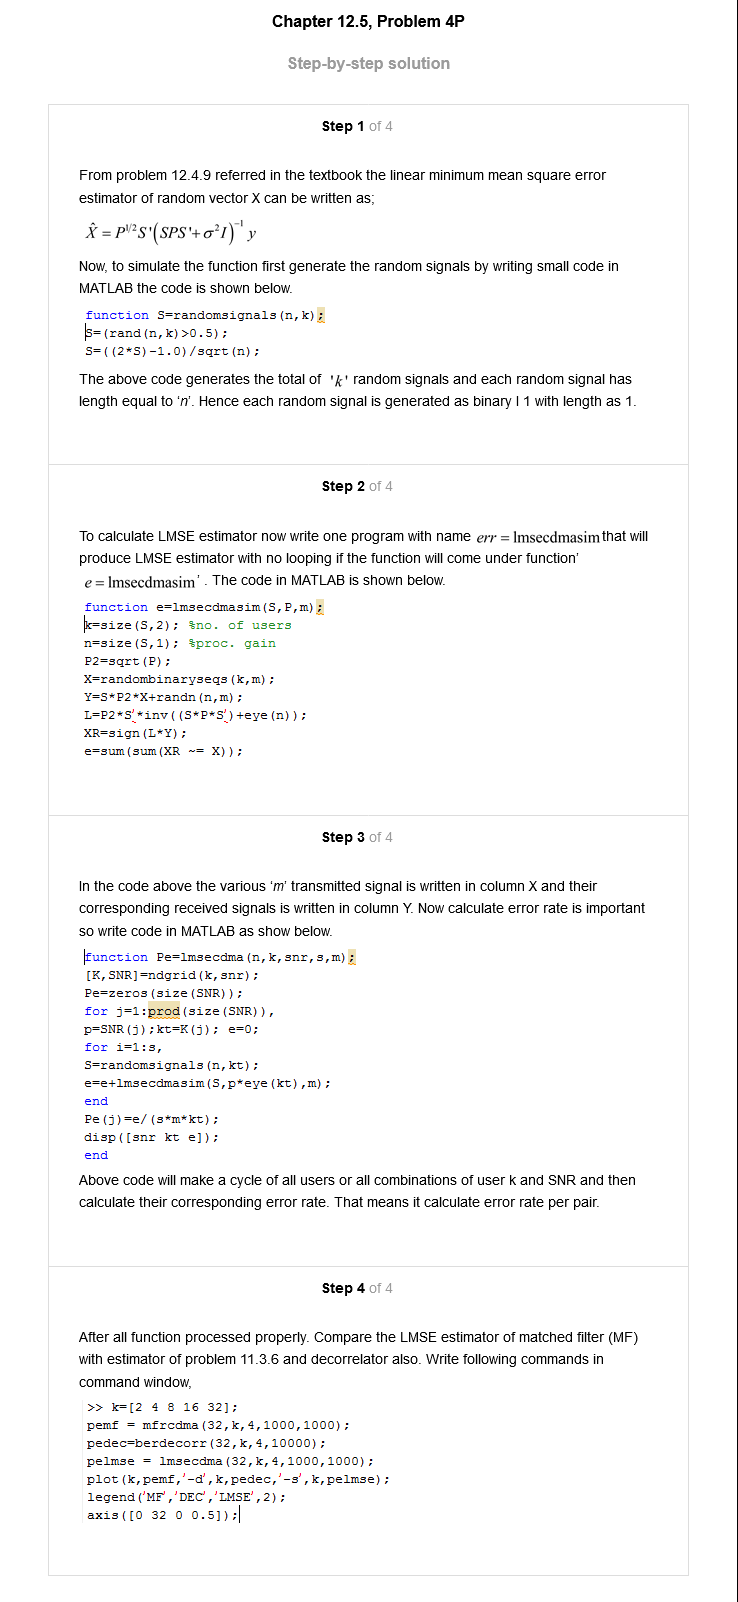 Chapter 12.5, Problem 4P
Step-by-step solution
Step 1 of 4
From problem 12.4.9 referred in the textbook the linear minimum mean square error
estimator of random vector X can be written as;
X̂ = P^{1/2}S'(SPS'+σ²I)^{-1} y
Now, to simulate the function first generate the random signals by writing small code in
MATLAB the code is shown below.
function S=randomsignals(n,k);
S=(rand(n,k)>0.5);
S=((2*S)-1.0)/sqrt(n);
The above code generates the total of 'k' random signals and each random signal has
length equal to ‘n’. Hence each random signal is generated as binary l 1 with length as 1.
Step 2 of 4
To calculate LMSE estimator now write one program with name err = lmsecdmasim that will
produce LMSE estimator with no looping if the function will come under function’
e = lmsecdmasim' . The code in MATLAB is shown below.
function e=lmsecdmasim(S,P,m);
k=size(S,2); %no. of users
n=size(S,1); %proc. gain
P2=sqrt(P);
X=randombinaryseqs(k,m);
Y=S*P2*X+randn(n,m);
L=P2*S'*inv((S*P*S')+eye(n));
XR=sign(L*Y);
e=sum(sum(XR ~= X));
Step 3 of 4
In the code above the various ‘m’ transmitted signal is written in column X and their
corresponding received signals is written in column Y. Now calculate error rate is important
so write code in MATLAB as show below.
function Pe=lmsecdma(n,k,snr,s,m);
[K,SNR]=ndgrid(k,snr);
Pe=zeros(size(SNR));
for j=1:prod(size(SNR)),
p=SNR(j);kt=K(j); e=0;
for i=1:s,
S=randomsignals(n,kt);
e=e+lmsecdmasim(S,p*eye(kt),m);
end
Pe(j)=e/(s*m*kt);
disp([snr kt e]);
end
Above code will make a cycle of all users or all combinations of user k and SNR and then
calculate their corresponding error rate. That means it calculate error rate per pair.
Step 4 of 4
After all function processed properly. Compare the LMSE estimator of matched filter (MF)
with estimator of problem 11.3.6 and decorrelator also. Write following commands in
command window,
>> k=[2 4 8 16 32];
pemf = mfrcdma(32,k,4,1000,1000);
pedec=berdecorr(32,k,4,10000);
pelmse = lmsecdma(32,k,4,1000,1000);
plot(k,pemf,'-d',k,pedec,'-s',k,pelmse);
legend('MF','DEC','LMSE',2);
axis([0 32 0 0.5]);